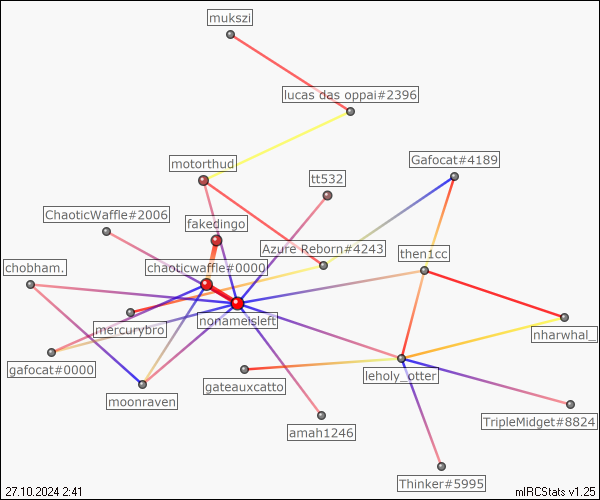 mukszi
lucas das oppai#2396
motorthud
Gafocat#4189
tt532
ChaoticWaffle#2006
fakedingo
Azure Reborn#4243
then1cc
chobham.
chaoticwaffle#0000
nonameisleft
mercurybro
nharwhal_
gafocat#0000
leholy_otter
gateauxcatto
moonraven
TripleMidget#8824
amah1246
Thinker#5995
27.10.2024 2:41
mIRCStats v1.25